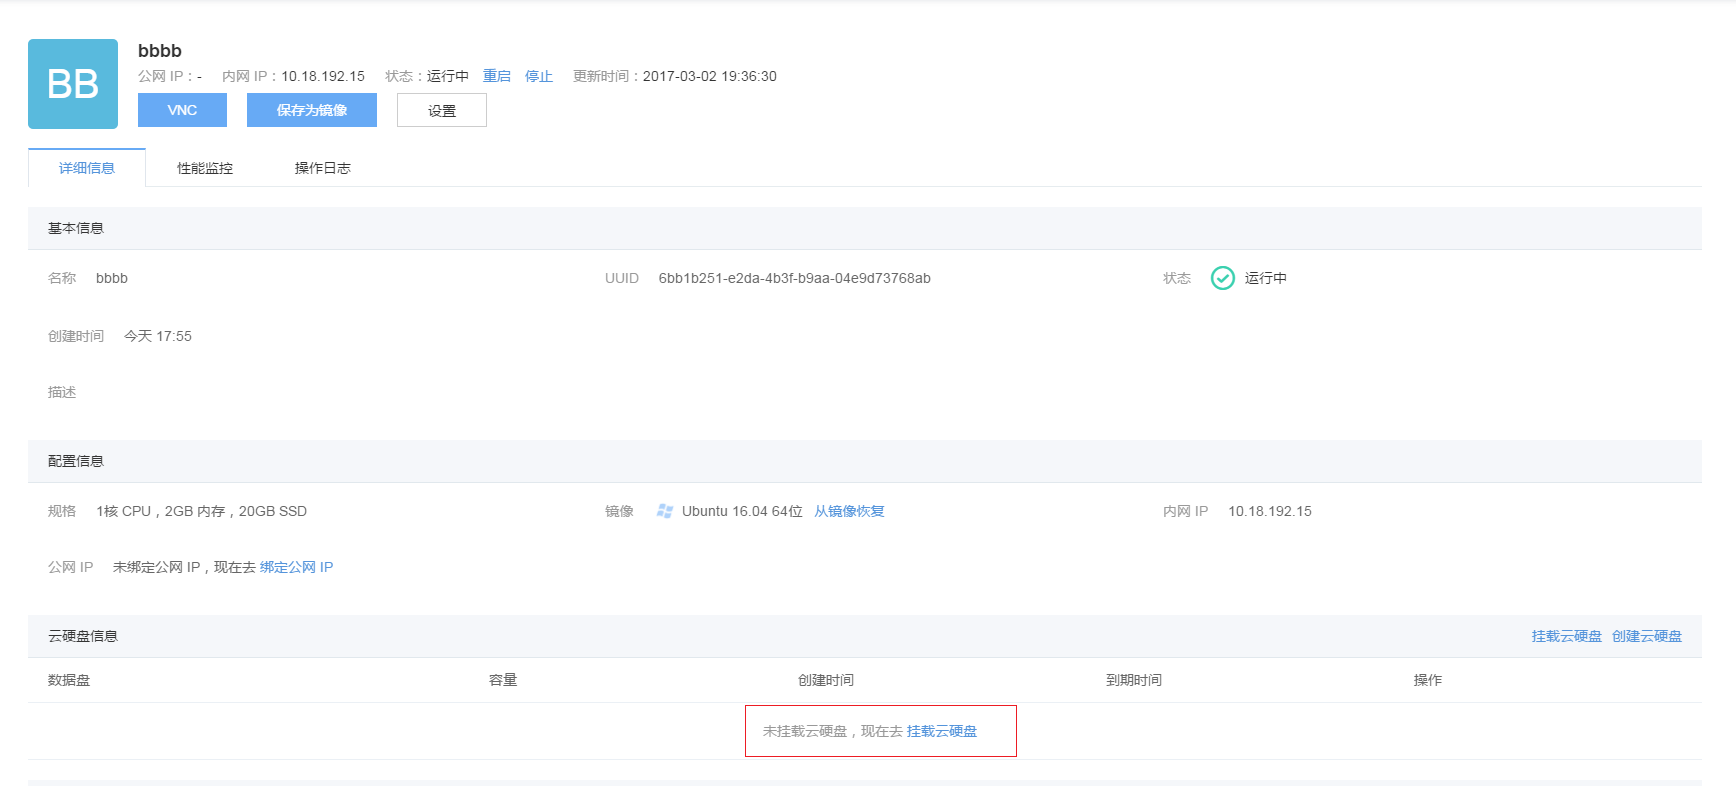 BB
bbbb
公网 IP：- 内网 IP：10.18.192.15 状态：运行中 重启 停止 更新时间：2017-03-02 19:36:30
VNC 保存为镜像 设置
详细信息 性能监控 操作日志
基本信息
名称 bbbb UUID 6bb1b251-e2da-4b3f-b9aa-04e9d73768ab 状态 运行中
创建时间 今天 17:55
描述
配置信息
规格 1核 CPU，2GB 内存，20GB SSD 镜像 Ubuntu 16.04 64位 从镜像恢复 内网 IP 10.18.192.15
公网 IP 未绑定公网 IP，现在去 绑定公网 IP
云硬盘信息 挂载云硬盘 创建云硬盘
数据盘 容量 创建时间 到期时间 操作
未挂载云硬盘，现在去 挂载云硬盘